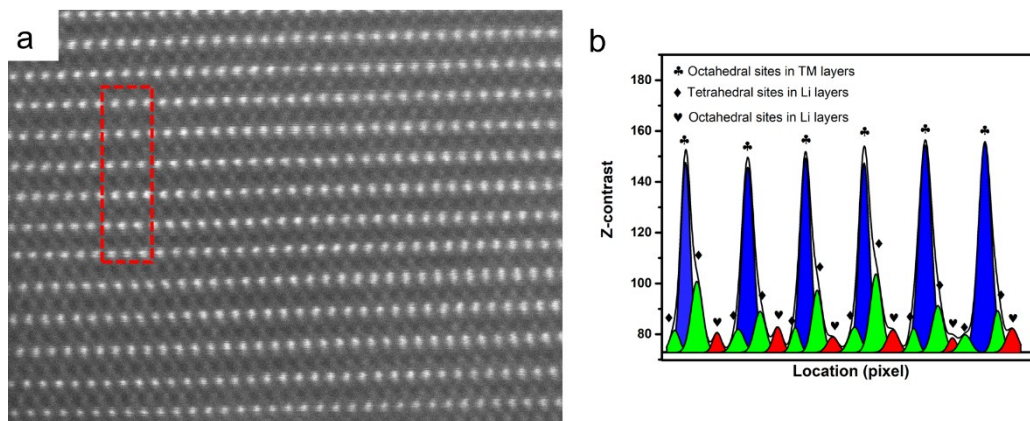 a
b
♣ Octahedral sites in TM layers
♦ Tetrahedral sites in Li layers
♥ Octahedral sites in Li layers
180
160
140
120
100
80
Z-contrast
Location (pixel)